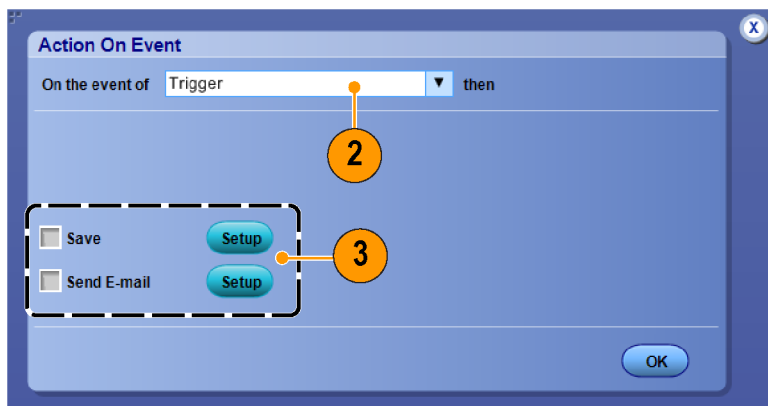 X
Action On Event
On the event of Trigger ▼ then
2
Save Setup
3
Send E-mail Setup
OK